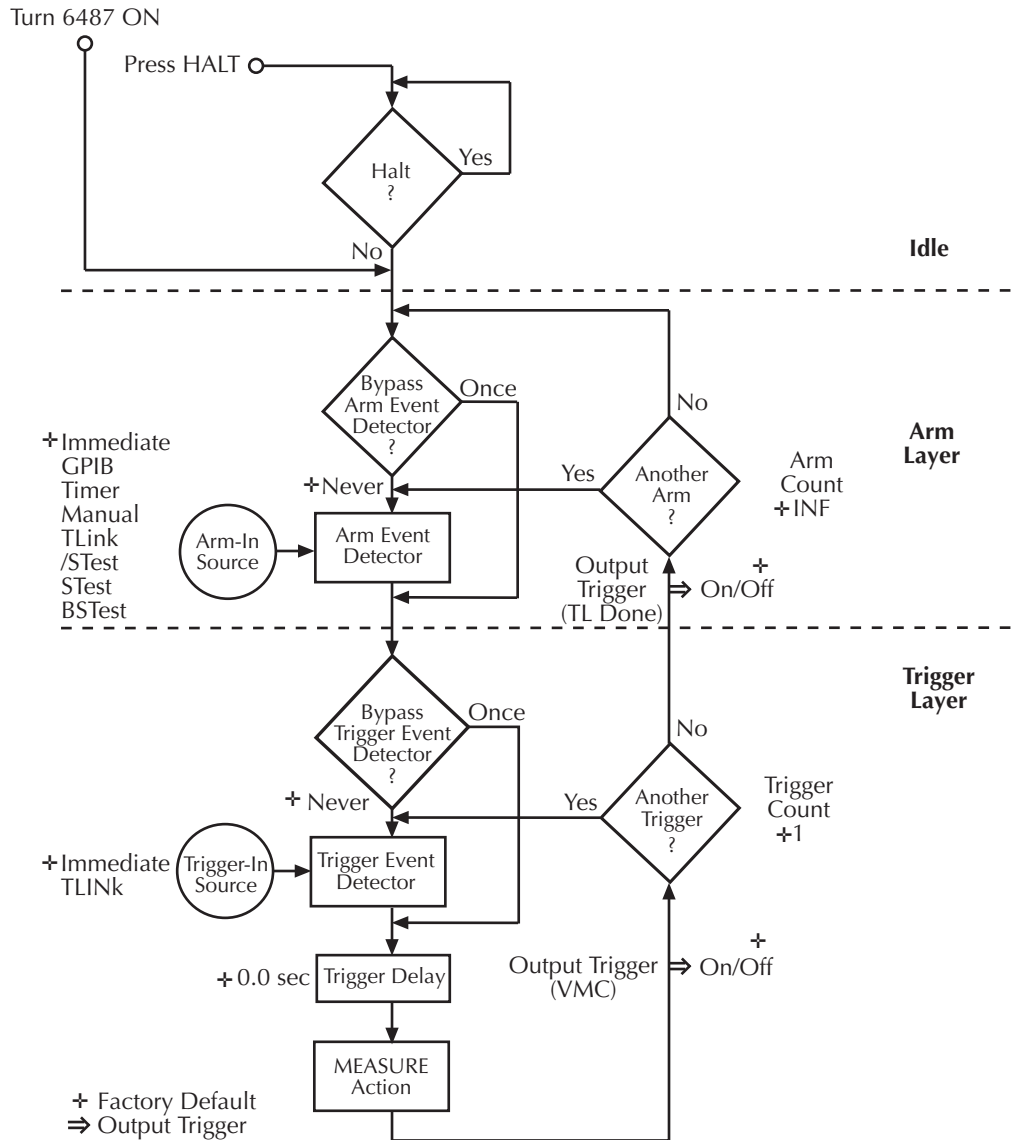 Turn 6487 ON
Press HALT
Halt
?
Yes
No
Idle
Bypass
Arm Event
Detector
?
Once
No
Arm
Layer
✛Immediate
GPIB
Timer
Manual
TLink
/STest
STest
BSTest
✛Never
Yes
Another
Arm
?
Arm
Count
✛INF
Arm-In
Source
Arm Event
Detector
Output
Trigger
(TL Done)
✛
⇒ On/Off
Trigger
Layer
Bypass
Trigger Event
Detector
?
Once
No
✛ Never
Yes
Another
Trigger
?
Trigger
Count
✛1
✛Immediate
TLINk
Trigger-In
Source
Trigger Event
Detector
✛0.0 sec
Trigger Delay
Output Trigger
(VMC)
✛
⇒ On/Off
MEASURE
Action
✛ Factory Default
⇒ Output Trigger